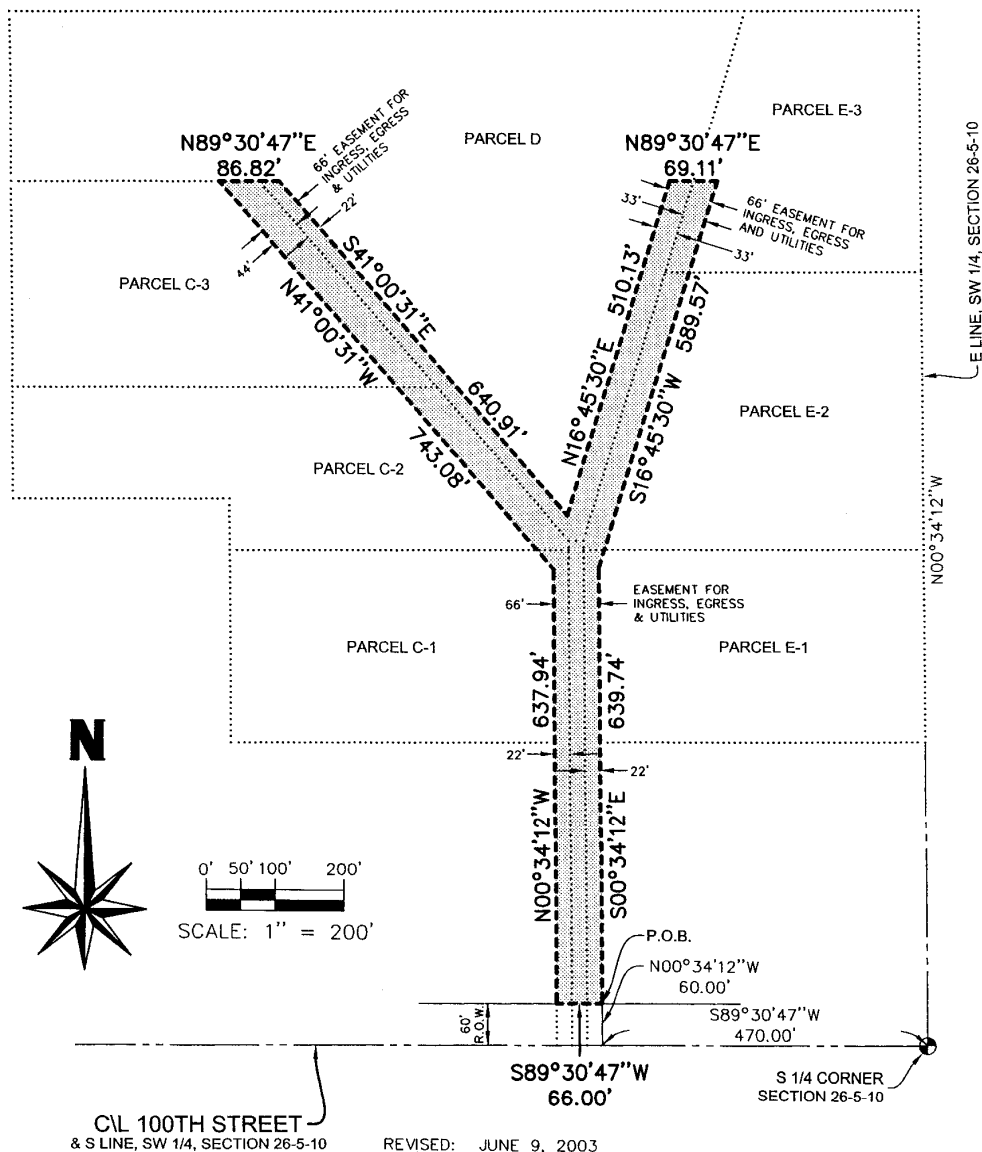 PARCEL E-3
PARCEL D
N89°30'47"E
86.82'
66' EASEMENT FOR
INGRESS, EGRESS
& UTILITIES
22'
44'
N89°30'47"E
69.11'
33'
66' EASEMENT FOR
INGRESS, EGRESS
AND UTILITIES
33'
E LINE, SW 1/4, SECTION 26-5-10
PARCEL C-3
S41°00'31"E
640.91'
N41°00'31"W
743.08'
N16°45'30"E 510.13'
S16°45'30"W 589.57'
PARCEL E-2
PARCEL C-2
N00°34'12"W
66'
EASEMENT FOR
INGRESS, EGRESS
& UTILITIES
PARCEL C-1
PARCEL E-1
N00°34'12"W 637.94'
S00°34'12"E 639.74'
22'
22'
N
0' 50' 100' 200'
SCALE: 1" = 200'
P.O.B.
N00°34'12"W
60.00'
S89°30'47"W
470.00'
60'
R.O.W.
S89°30'47"W
66.00'
S 1/4 CORNER
SECTION 26-5-10
C\L 100TH STREET
& S LINE, SW 1/4, SECTION 26-5-10
REVISED: JUNE 9, 2003